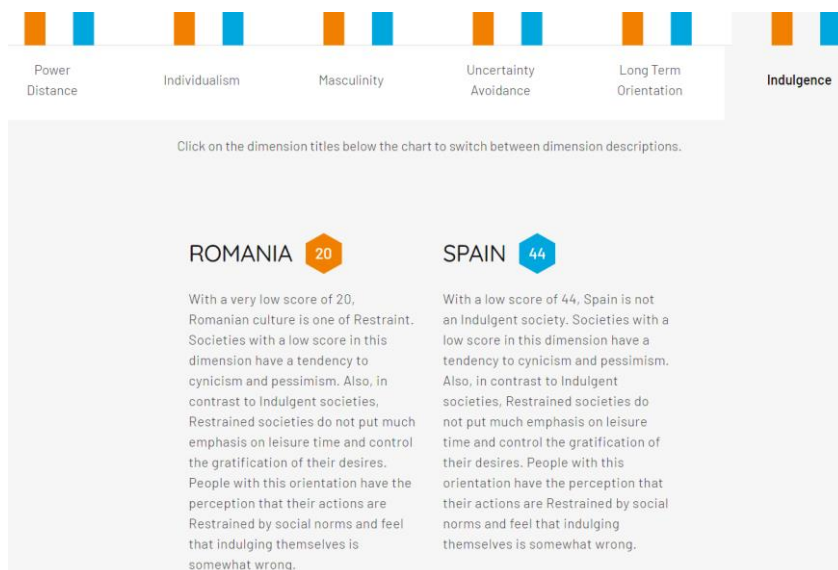 Power
Distance
Individualism
Masculinity
Uncertainty
Avoidance
Long Term
Orientation
Indulgence
Click on the dimension titles below the chart to switch between dimension descriptions.
ROMANIA 20
With a very low score of 20,
Romanian culture is one of Restraint.
Societies with a low score in this
dimension have a tendency to
cynicism and pessimism. Also, in
contrast to Indulgent societies,
Restrained societies do not put much
emphasis on leisure time and control
the gratification of their desires.
People with this orientation have the
perception that their actions are
Restrained by social norms and feel
that indulging themselves is
somewhat wrong.
SPAIN 44
With a low score of 44, Spain is not
an Indulgent society. Societies with a
low score in this dimension have a
tendency to cynicism and pessimism.
Also, in contrast to Indulgent
societies, Restrained societies do
not put much emphasis on leisure
time and control the gratification of
their desires. People with this
orientation have the perception that
their actions are Restrained by social
norms and feel that indulging
themselves is somewhat wrong.